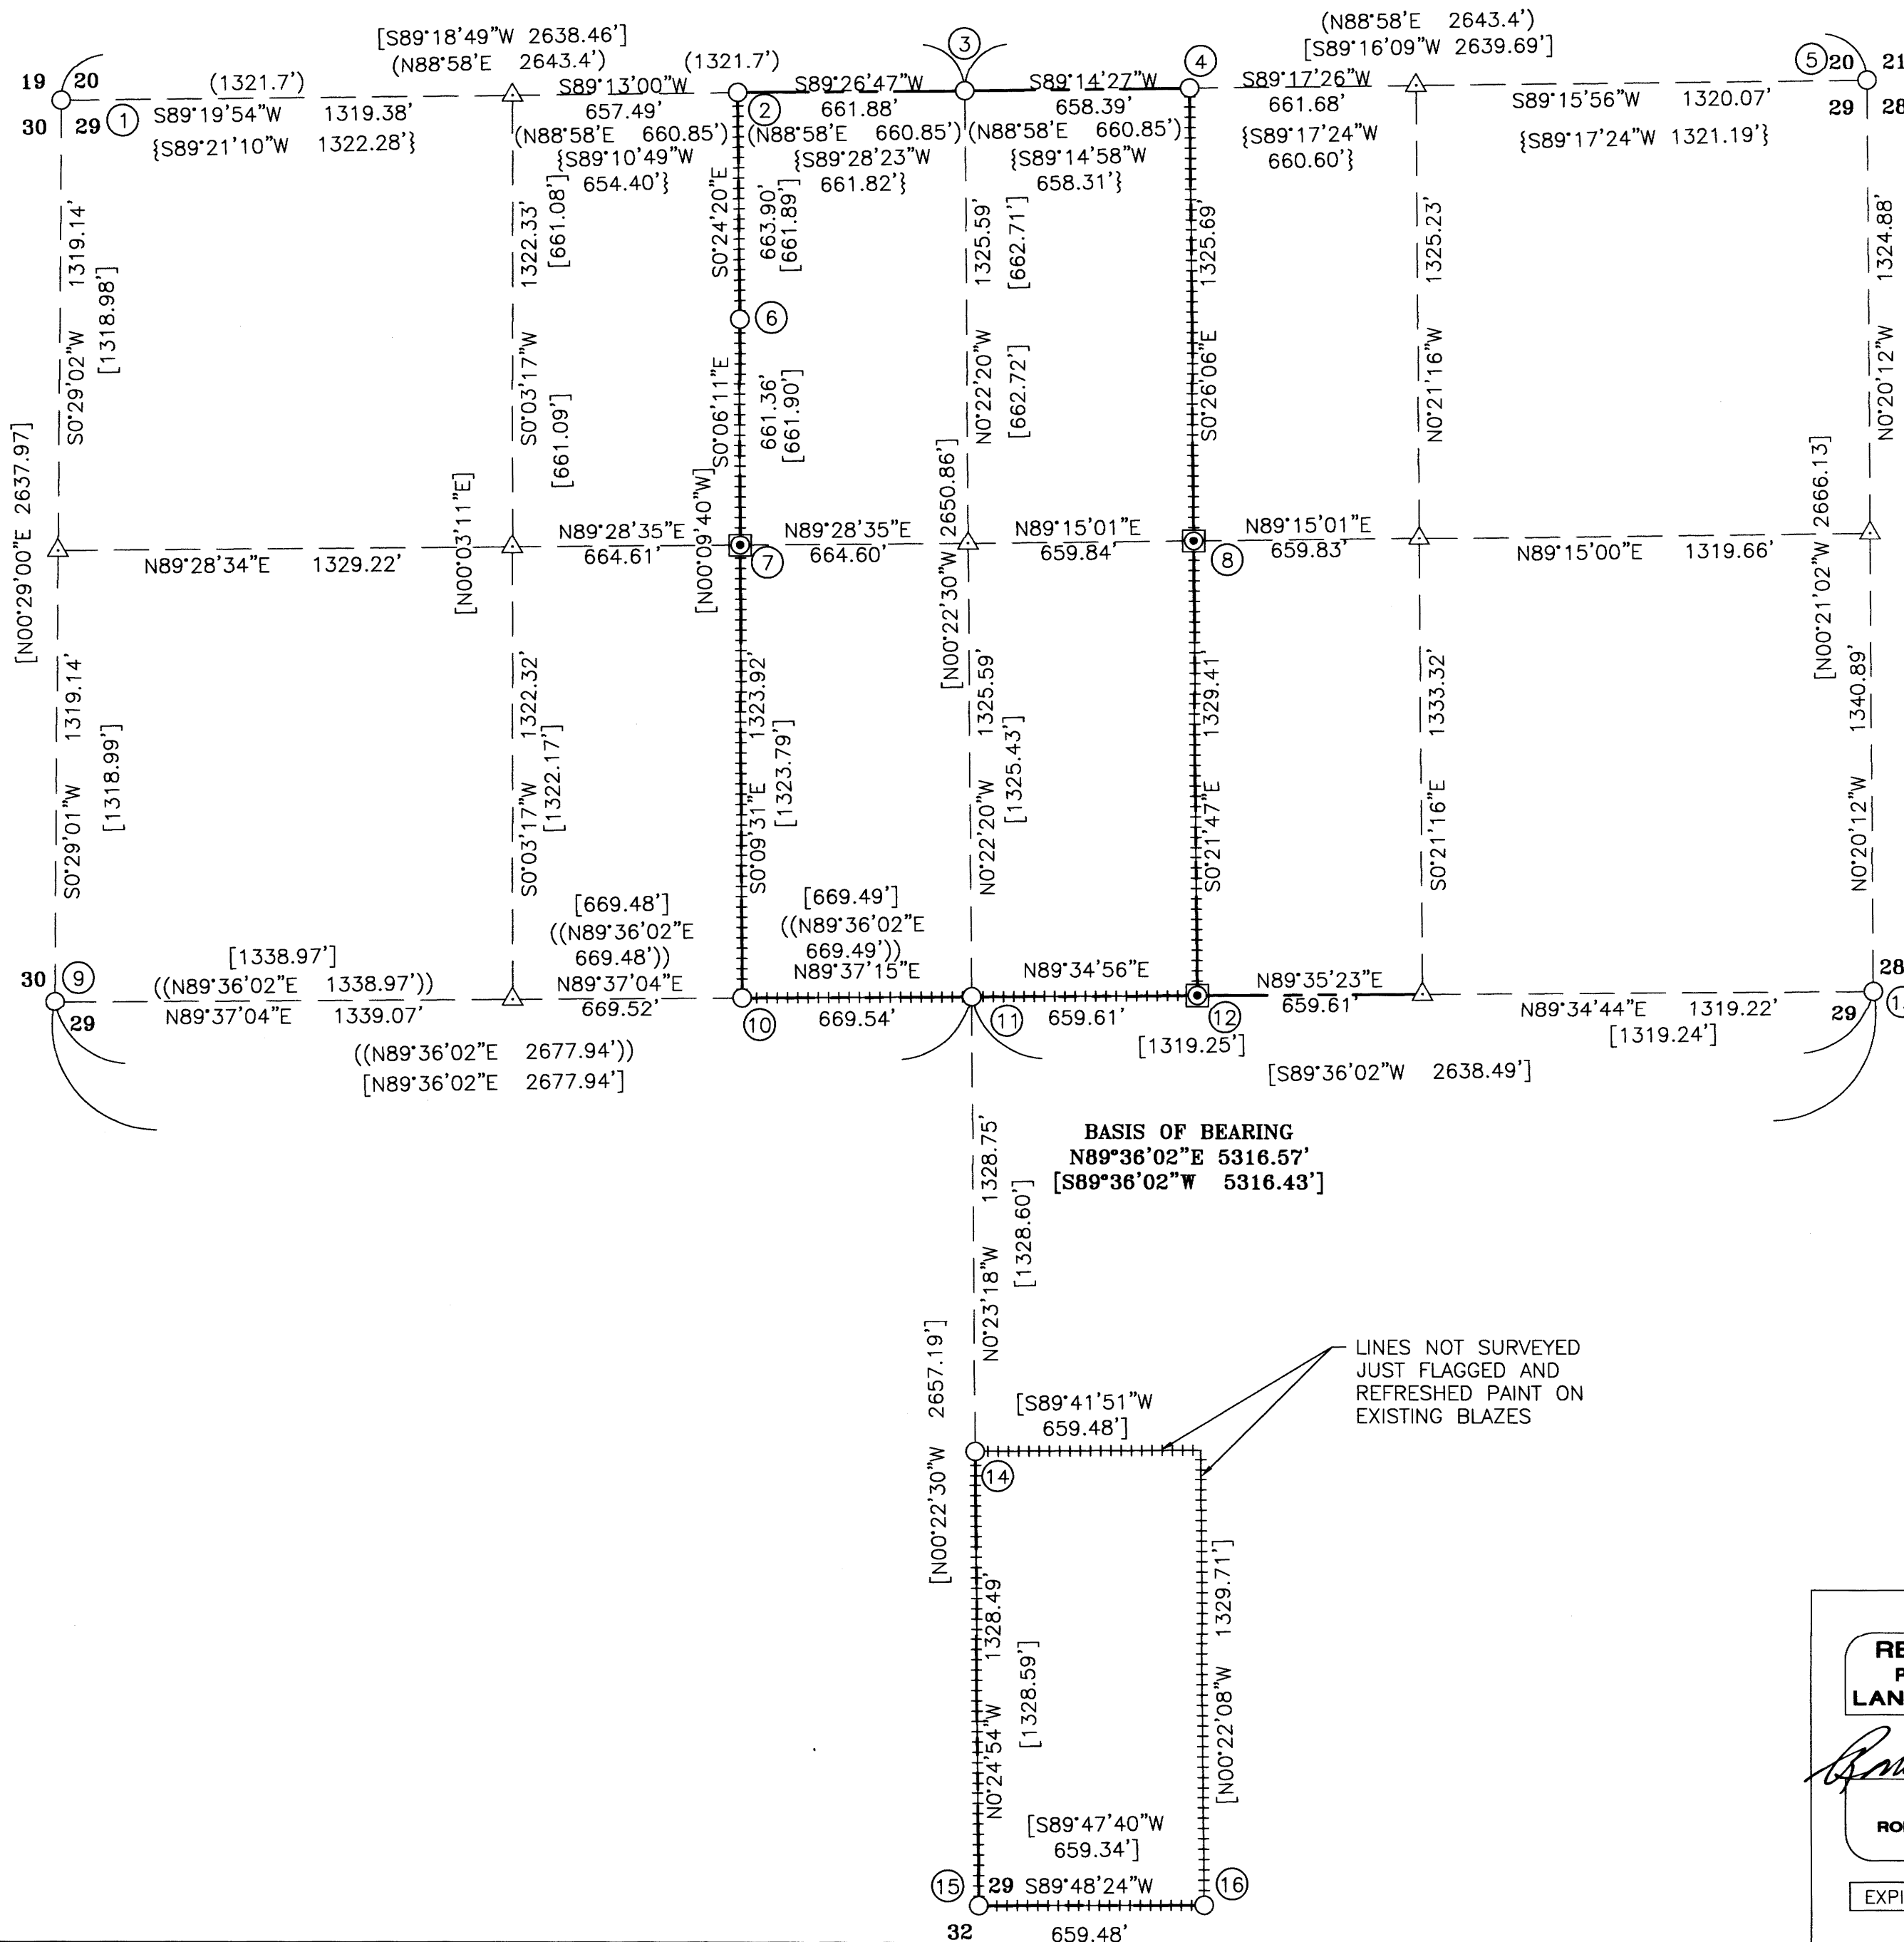 (N88°58'E 2643.4')
[S89°18'49"W 2638.46']
[S89°16'09"W 2639.69']
(N88°58'E 2643.4')
3
4
5
19 20
(1321.7')
(1321.7')
20 21
S89°13'00"W
S89°26'47"W
S89°14'27"W
S89°17'26"W
30 29
1
S89°19'54"W 1319.38'
657.49'
2
661.88'
658.39'
661.68'
S89°15'56"W 1320.07'
29 28
{S89°21'10"W 1322.28'}
(N88°58'E 660.85')
(N88°58'E 660.85')
(N88°58'E 660.85')
{S89°17'24"W
660.60'}
{S89°17'24"W 1321.19'}
{S89°10'49"W
654.40'}
{S89°28'23"W
661.82'}
{S89°14'58"W
658.31'}
S0°29'02"W 1319.14'
[1318.98']
S0°03'17"W 1322.33'
[661.08']
[661.09']
S0°24'20"E
663.90'
[661.89']
6
S0°06'11"E
661.36'
[661.90']
N0°22'20"W 1325.59'
[662.71']
[662.72']
S0°26'06"E 1325.69'
N0°21'16"W 1325.23'
N0°20'12"W 1324.88'
[N00°29'00"E 2637.97]
[N00°03'11"E]
[N00°09'40"W]
[N00°22'30"W 2650.86']
[N00°21'02"W 2666.13]
N89°28'34"E 1329.22'
N89°28'35"E
664.61'
7
N89°28'35"E
664.60'
N89°15'01"E
659.84'
8
N89°15'01"E
659.83'
N89°15'00"E 1319.66'
S0°29'01"W 1319.14'
[1318.99']
S0°03'17"W 1322.32'
[1322.17']
S0°09'31"E 1323.92'
[1323.79']
N0°22'20"W 1325.59'
[1325.43']
S0°21'47"E 1329.41'
S0°21'16"E 1333.32'
N0°20'12"W 1340.89'
[669.48']
((N89°36'02"E
669.48'))
[669.49']
((N89°36'02"E
669.49'))
[1338.97']
((N89°36'02"E 1338.97'))
30
9
29
N89°37'04"E 1339.07'
N89°37'04"E
669.52'
10
N89°37'15"E
669.54'
11
N89°34'56"E
659.61'
12
N89°35'23"E
659.61'
N89°34'44"E 1319.22'
[1319.24']
28
29
[1319.25']
((N89°36'02"E 2677.94'))
[N89°36'02"E 2677.94']
[S89°36'02"W 2638.49']
BASIS OF BEARING
N89°36'02"E 5316.57'
[S89°36'02"W 5316.43']
N0°23'18"W 1328.75'
[1328.60']
[N00°22'30"W 2657.19']
LINES NOT SURVEYED
JUST FLAGGED AND
REFRESHED PAINT ON
EXISTING BLAZES
[S89°41'51"W
659.48']
14
N0°24'54"W 1328.49'
[1328.59']
[N00°22'08"W 1329.71']
[S89°47'40"W
659.34']
15
29
S89°48'24"W
16
32
659.48'